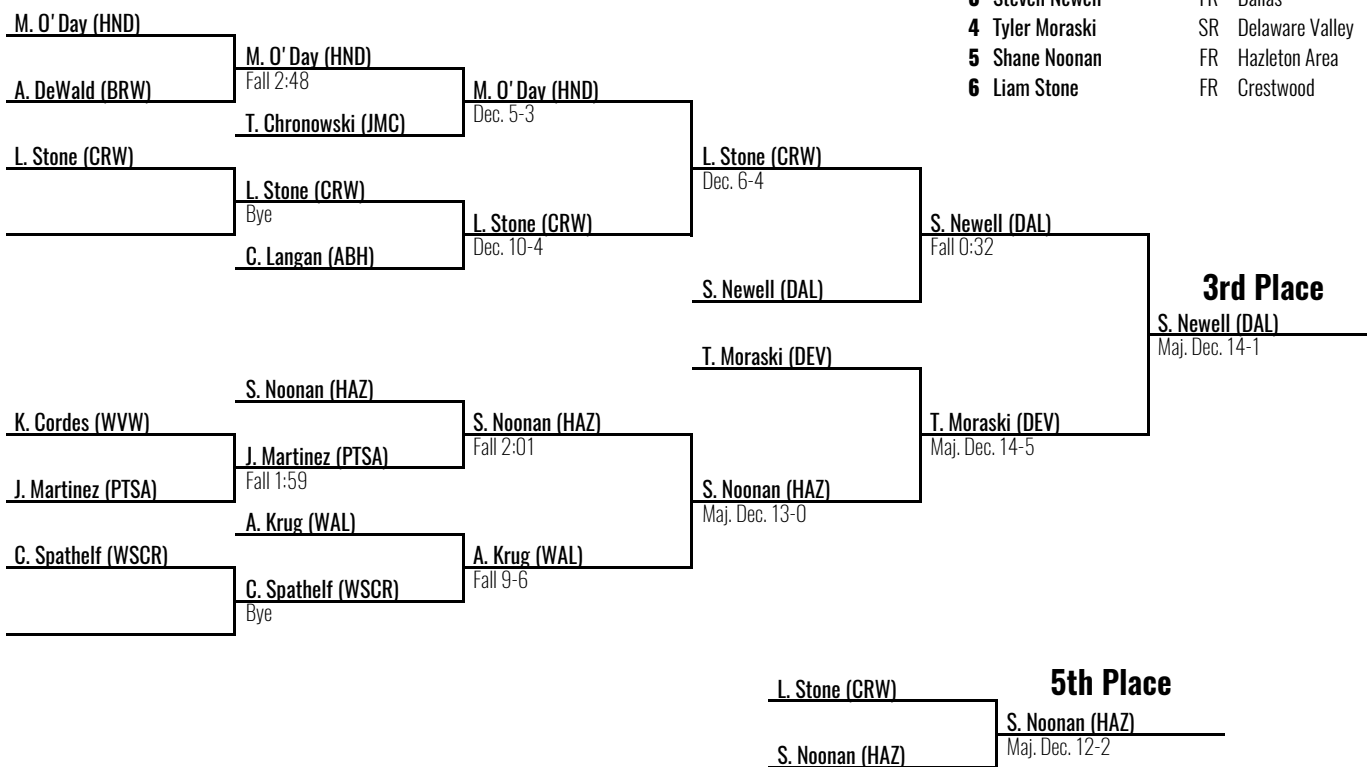 3 Steven Newell FR Dallas
4 Tyler Moraski SR Delaware Valley
5 Shane Noonan FR Hazleton Area
6 Liam Stone FR Crestwood
M. O'Day (HND)
A. DeWald (BRW)
L. Stone (CRW)
K. Cordes (WVW)
J. Martinez (PTSA)
C. Spathelf (WSCR)
M. O'Day (HND)
Fall 2:48
T. Chronowski (JMC)
L. Stone (CRW)
Bye
C. Langan (ABH)
S. Noonan (HAZ)
J. Martinez (PTSA)
Fall 1:59
A. Krug (WAL)
C. Spathelf (WSCR)
Bye
M. O'Day (HND)
Dec. 5-3
L. Stone (CRW)
Dec. 10-4
S. Noonan (HAZ)
Fall 2:01
A. Krug (WAL)
Fall 9-6
L. Stone (CRW)
Dec. 6-4
S. Newell (DAL)
T. Moraski (DEV)
S. Noonan (HAZ)
Maj. Dec. 13-0
S. Newell (DAL)
Fall 0:32
T. Moraski (DEV)
Maj. Dec. 14-5
3rd Place
S. Newell (DAL)
Maj. Dec. 14-1
5th Place
L. Stone (CRW)
S. Noonan (HAZ)
S. Noonan (HAZ)
Maj. Dec. 12-2